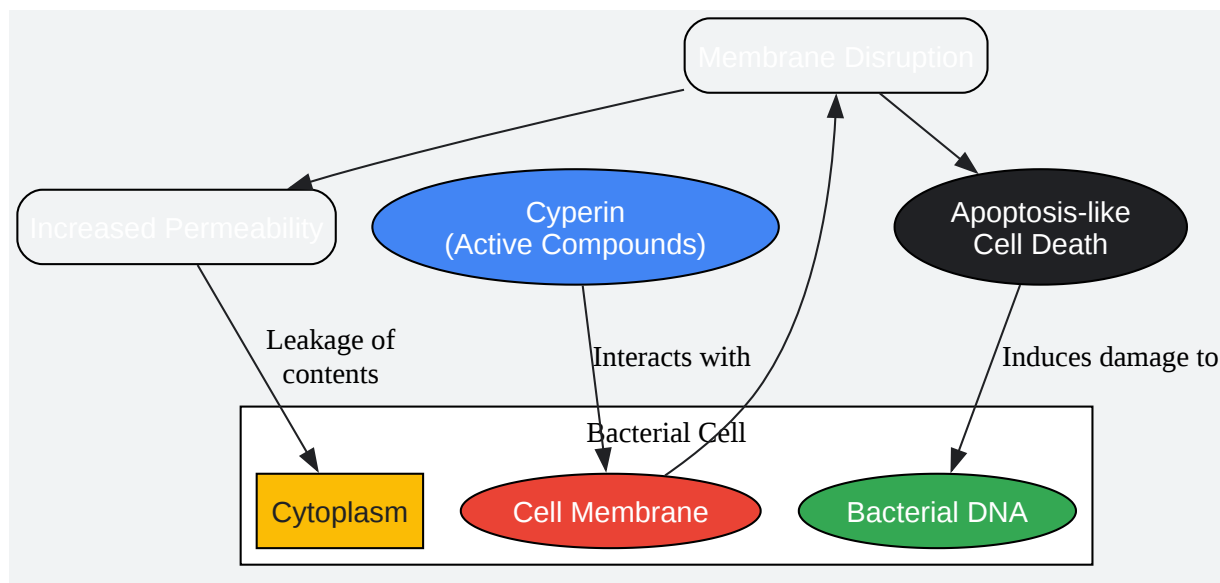 Membrane Disruption
Increased Permeability
Cyperin
(Active Compounds)
Apoptosis-like
Cell Death
Leakage of
contents
Interacts with
Induces damage to
Bacterial Cell
Cytoplasm
Cell Membrane
Bacterial DNA